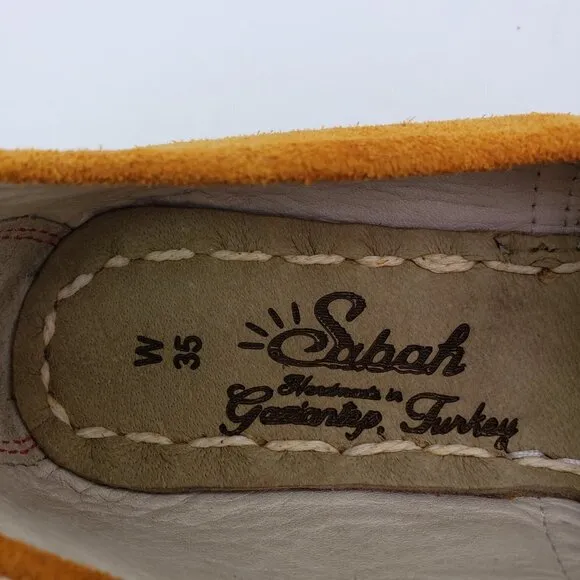 W
35
Sabah
Handmade in
Gaziantep, Turkey